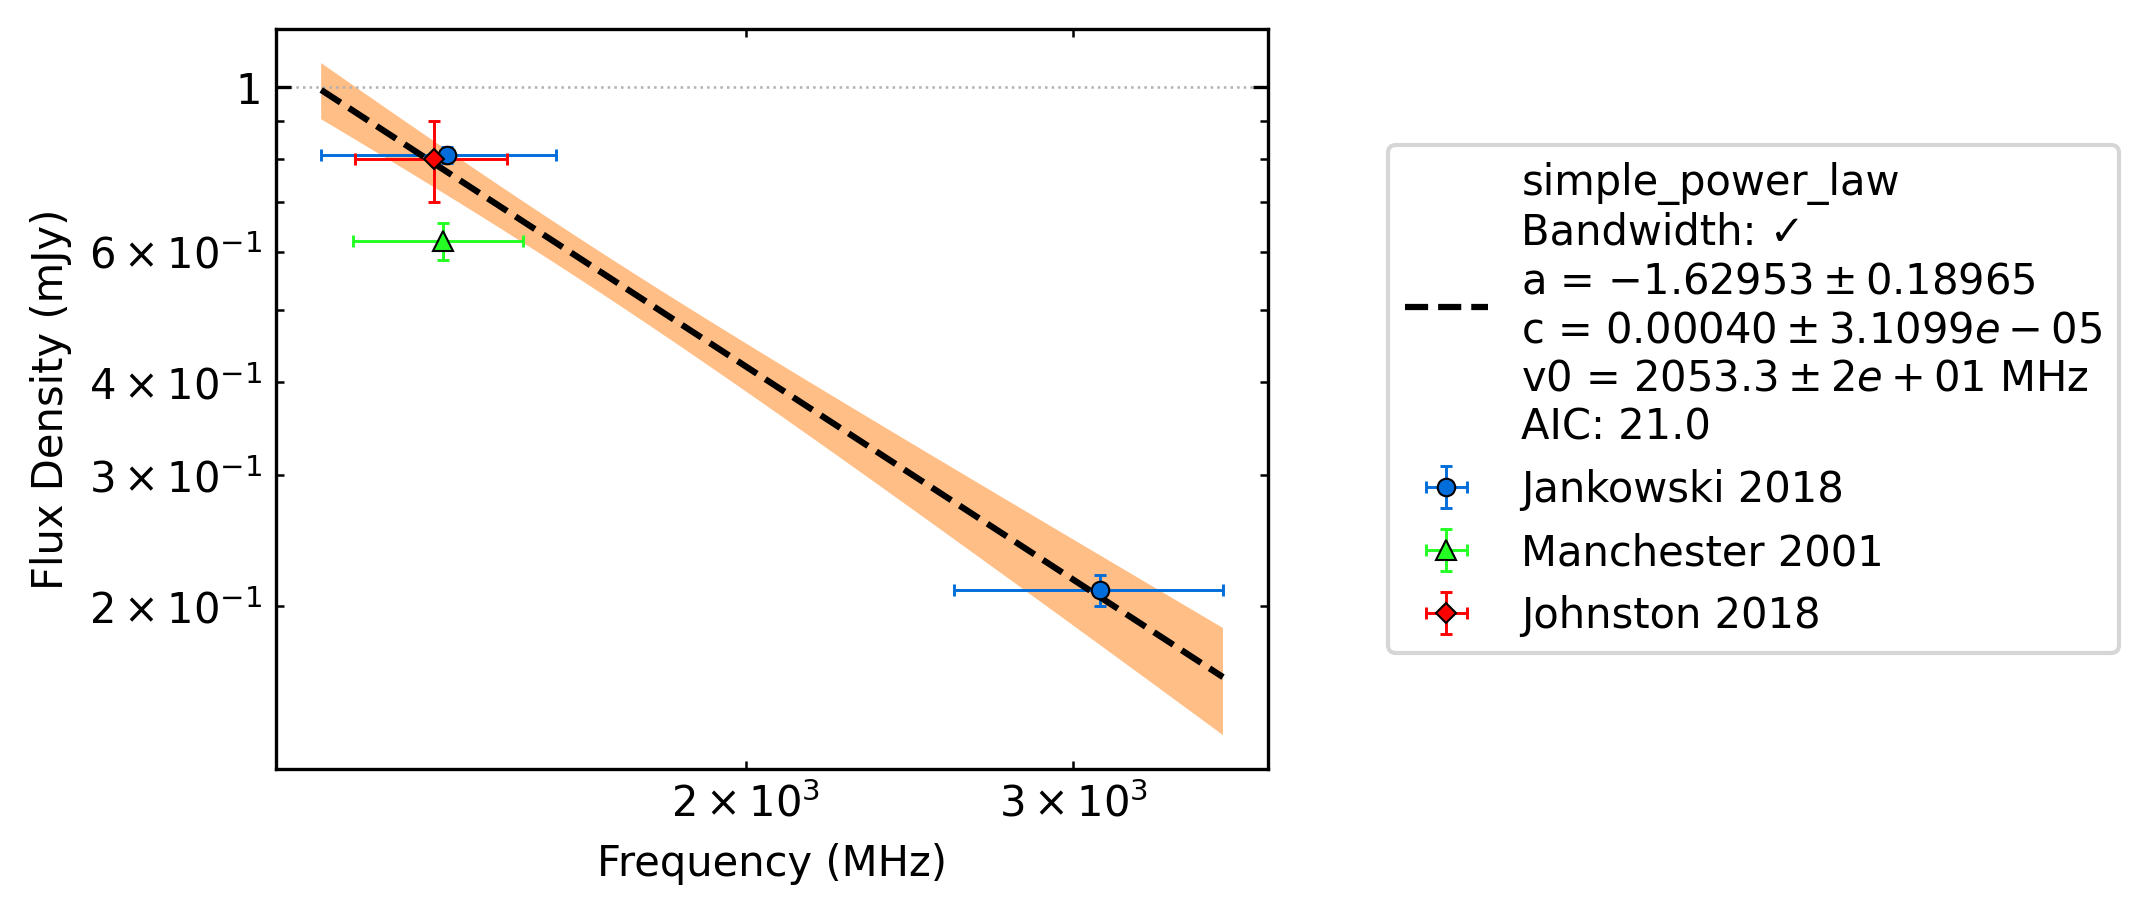 1
6 × 10⁻¹
4 × 10⁻¹
3 × 10⁻¹
2 × 10⁻¹
Flux Density (mJy)
2 × 10³ 3 × 10³
Frequency (MHz)
simple_power_law
Bandwidth: ✓
a = −1.62953 ± 0.18965
c = 0.00040 ± 3.1099e − 05
v0 = 2053.3 ± 2e + 01 MHz
AIC: 21.0
Jankowski 2018
Manchester 2001
Johnston 2018